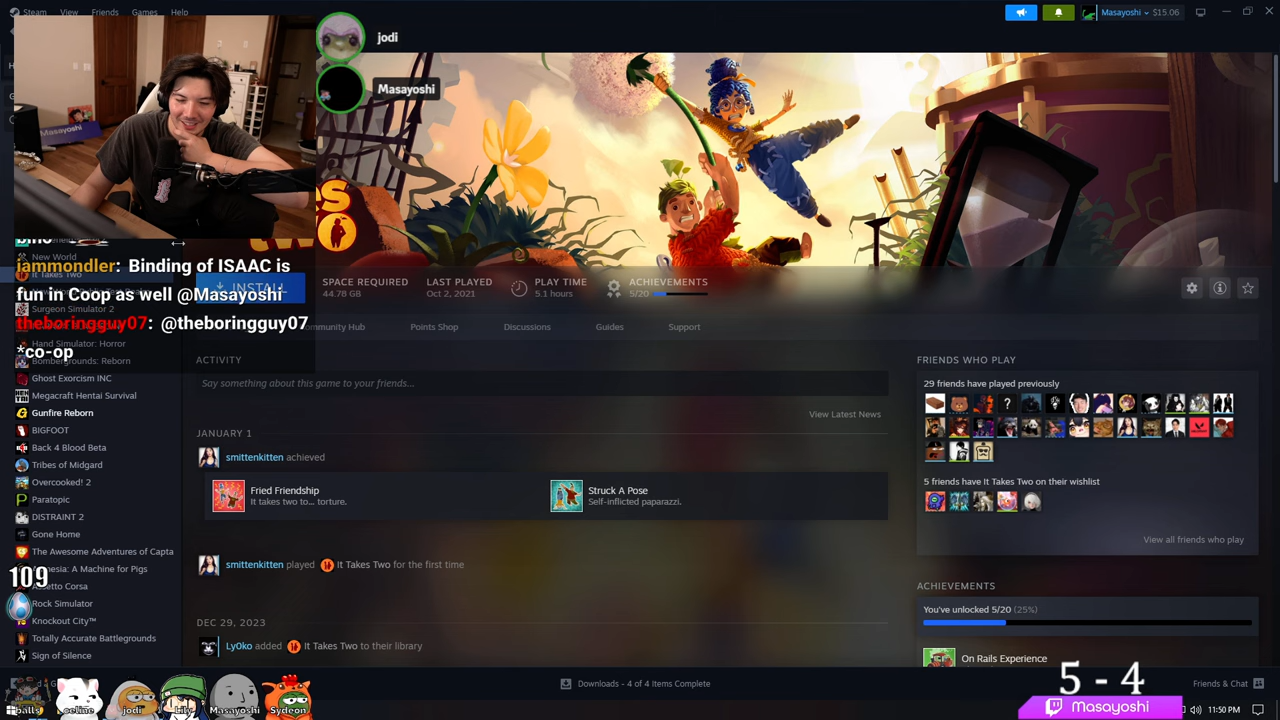 Steam View Friends Games Help
Masayoshi $15.06
jodi
Masayoshi
New World
It Takes Two
jammondler: Binding of ISAAC is
fun in Coop as well @Masayoshi
theboringguy07: @theboringguy07
*co-op
Surgeon Simulator 2
Hand Simulator: Horror
Bombergrounds: Reborn
Ghost Exorcism INC
Megacraft Hentai Survival
Gunfire Reborn
BIGFOOT
Back 4 Blood Beta
Tribes of Midgard
Overcooked! 2
Paratopic
DISTRAINT 2
Gone Home
The Awesome Adventures of Capta
Amnesia: A Machine for Pigs
Assetto Corsa
Rock Simulator
Knockout City™
Totally Accurate Battlegrounds
Sign of Silence
109
INSTALL
SPACE REQUIRED
44.78 GB
LAST PLAYED
Oct 2, 2021
PLAY TIME
5.1 hours
ACHIEVEMENTS
5/20
Community Hub Points Shop Discussions Guides Support
ACTIVITY
Say something about this game to your friends...
View Latest News
JANUARY 1
smittenkitten achieved
Fried Friendship
It takes two to... torture.
Struck A Pose
Self-inflicted paparazzi.
smittenkitten played It Takes Two for the first time
DEC 29, 2023
Ly0ko added It Takes Two to their library
FRIENDS WHO PLAY
29 friends have played previously
5 friends have It Takes Two on their wishlist
View all friends who play
ACHIEVEMENTS
You've unlocked 5/20 (25%)
On Rails Experience
Downloads - 4 of 4 Items Complete
Friends & Chat
5 - 4
Masayoshi
balls celine jodi Lily Masayoshi Sydeon
11:50 PM